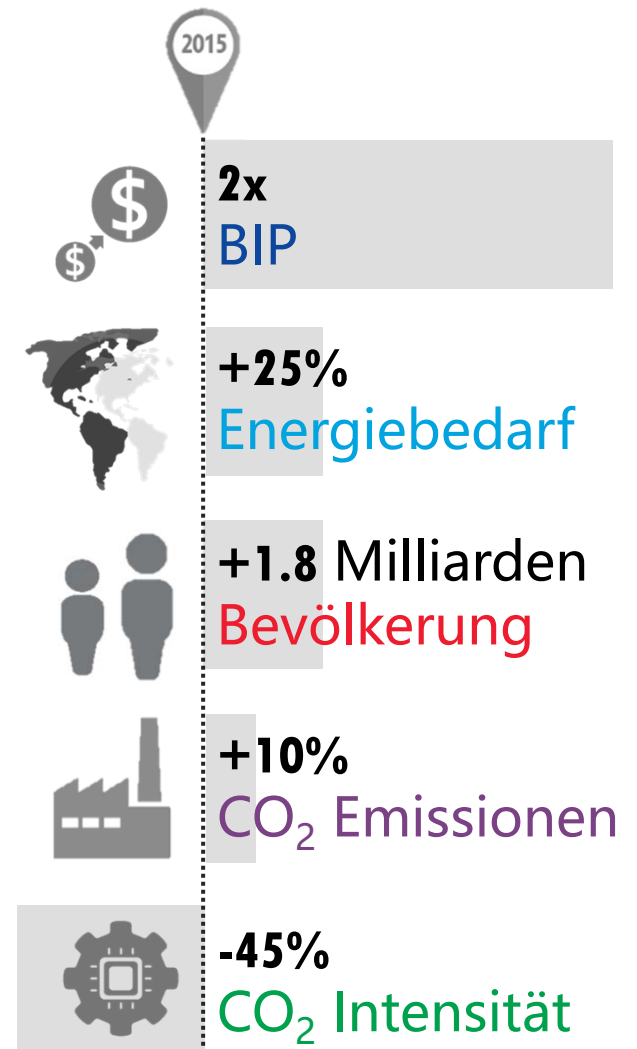 2015
$
$
2x
BIP
+25%
Energiebedarf
+1.8 Milliarden
Bevölkerung
+10%
CO₂ Emissionen
-45%
CO₂ Intensität